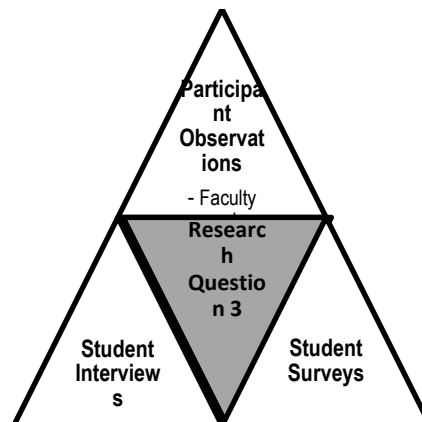 Participa
nt
Observat
ions
- Faculty
Researc
h
Questio
n 3
Student
Interview
s
Student
Surveys